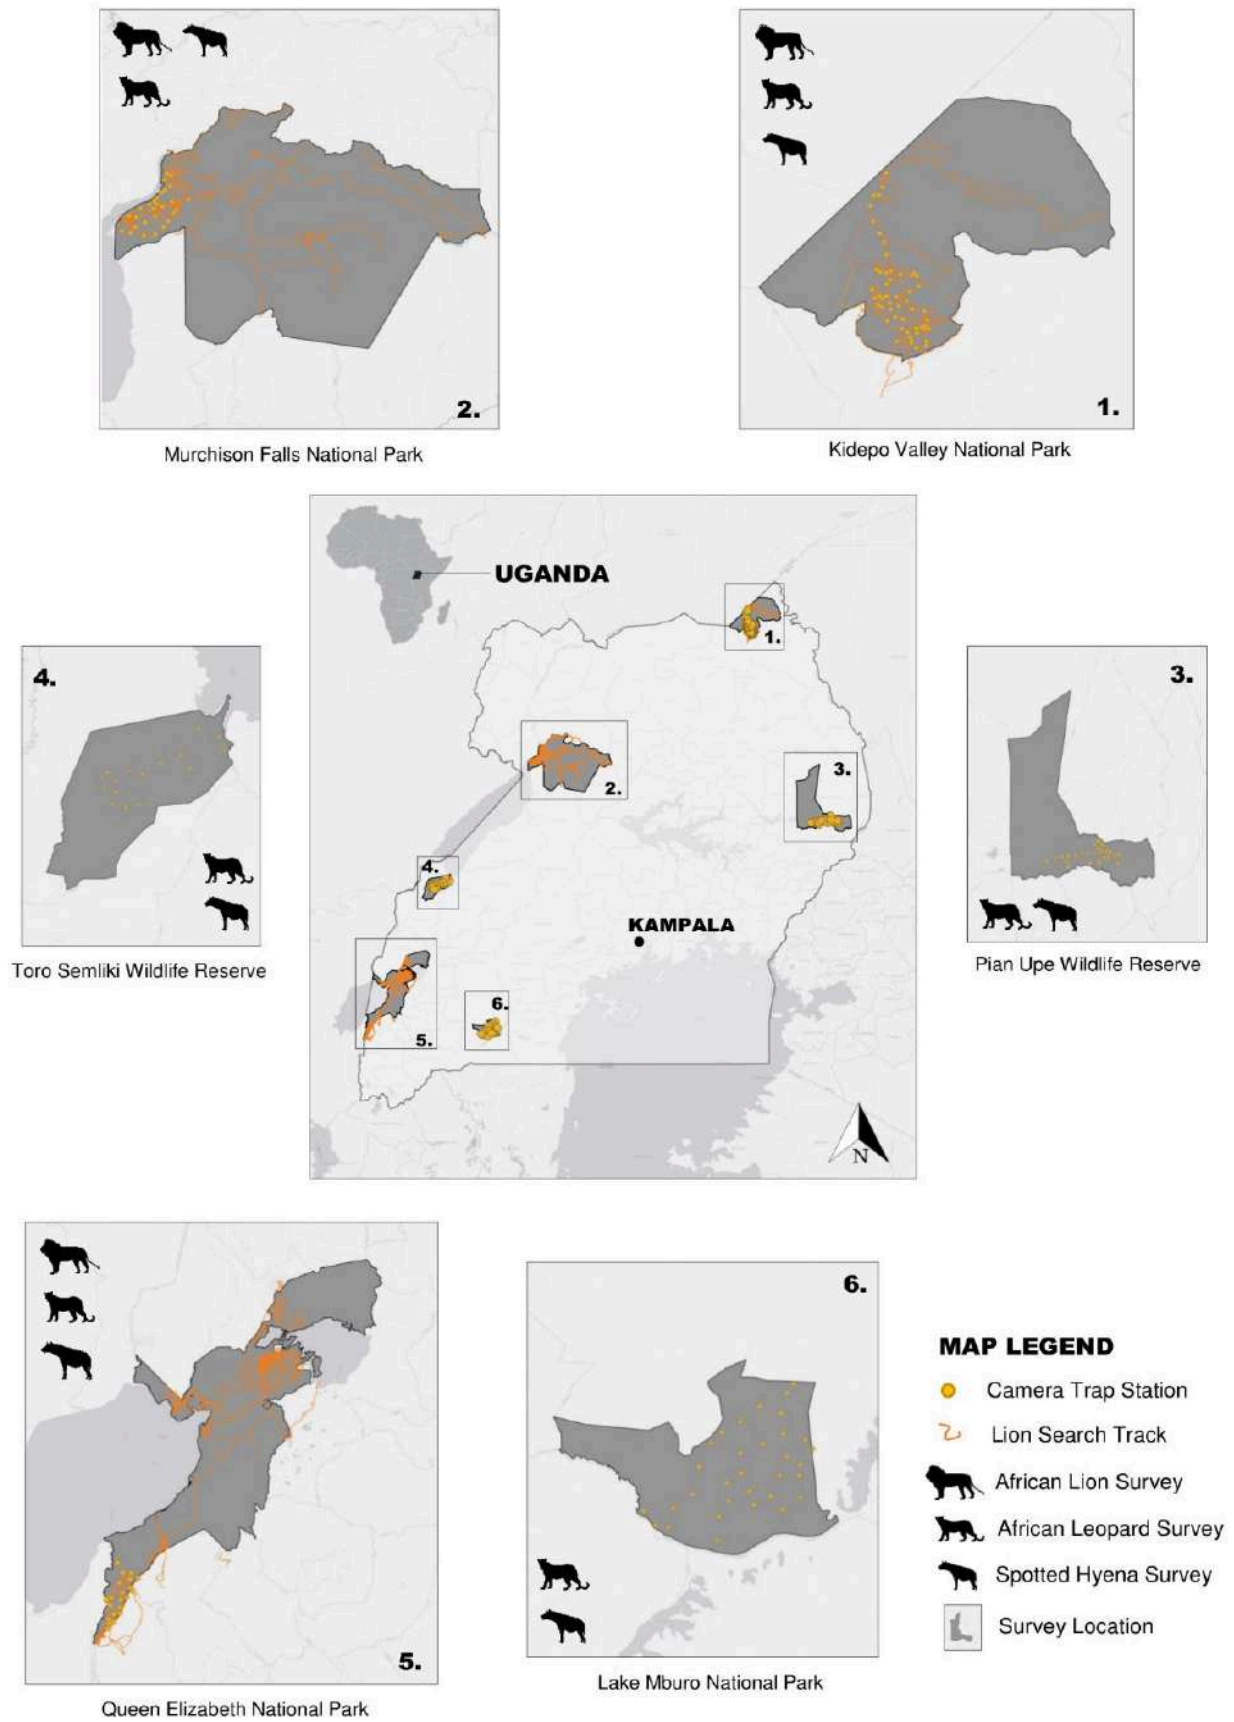 2.
Murchison Falls National Park
1.
Kidepo Valley National Park
UGANDA
1.
2.
3.
4.
KAMPALA
5.
6.
N
4.
Toro Semliki Wildlife Reserve
3.
Pian Upe Wildlife Reserve
5.
Queen Elizabeth National Park
6.
Lake Mburo National Park
MAP LEGEND
Camera Trap Station
Lion Search Track
African Lion Survey
African Leopard Survey
Spotted Hyena Survey
Survey Location